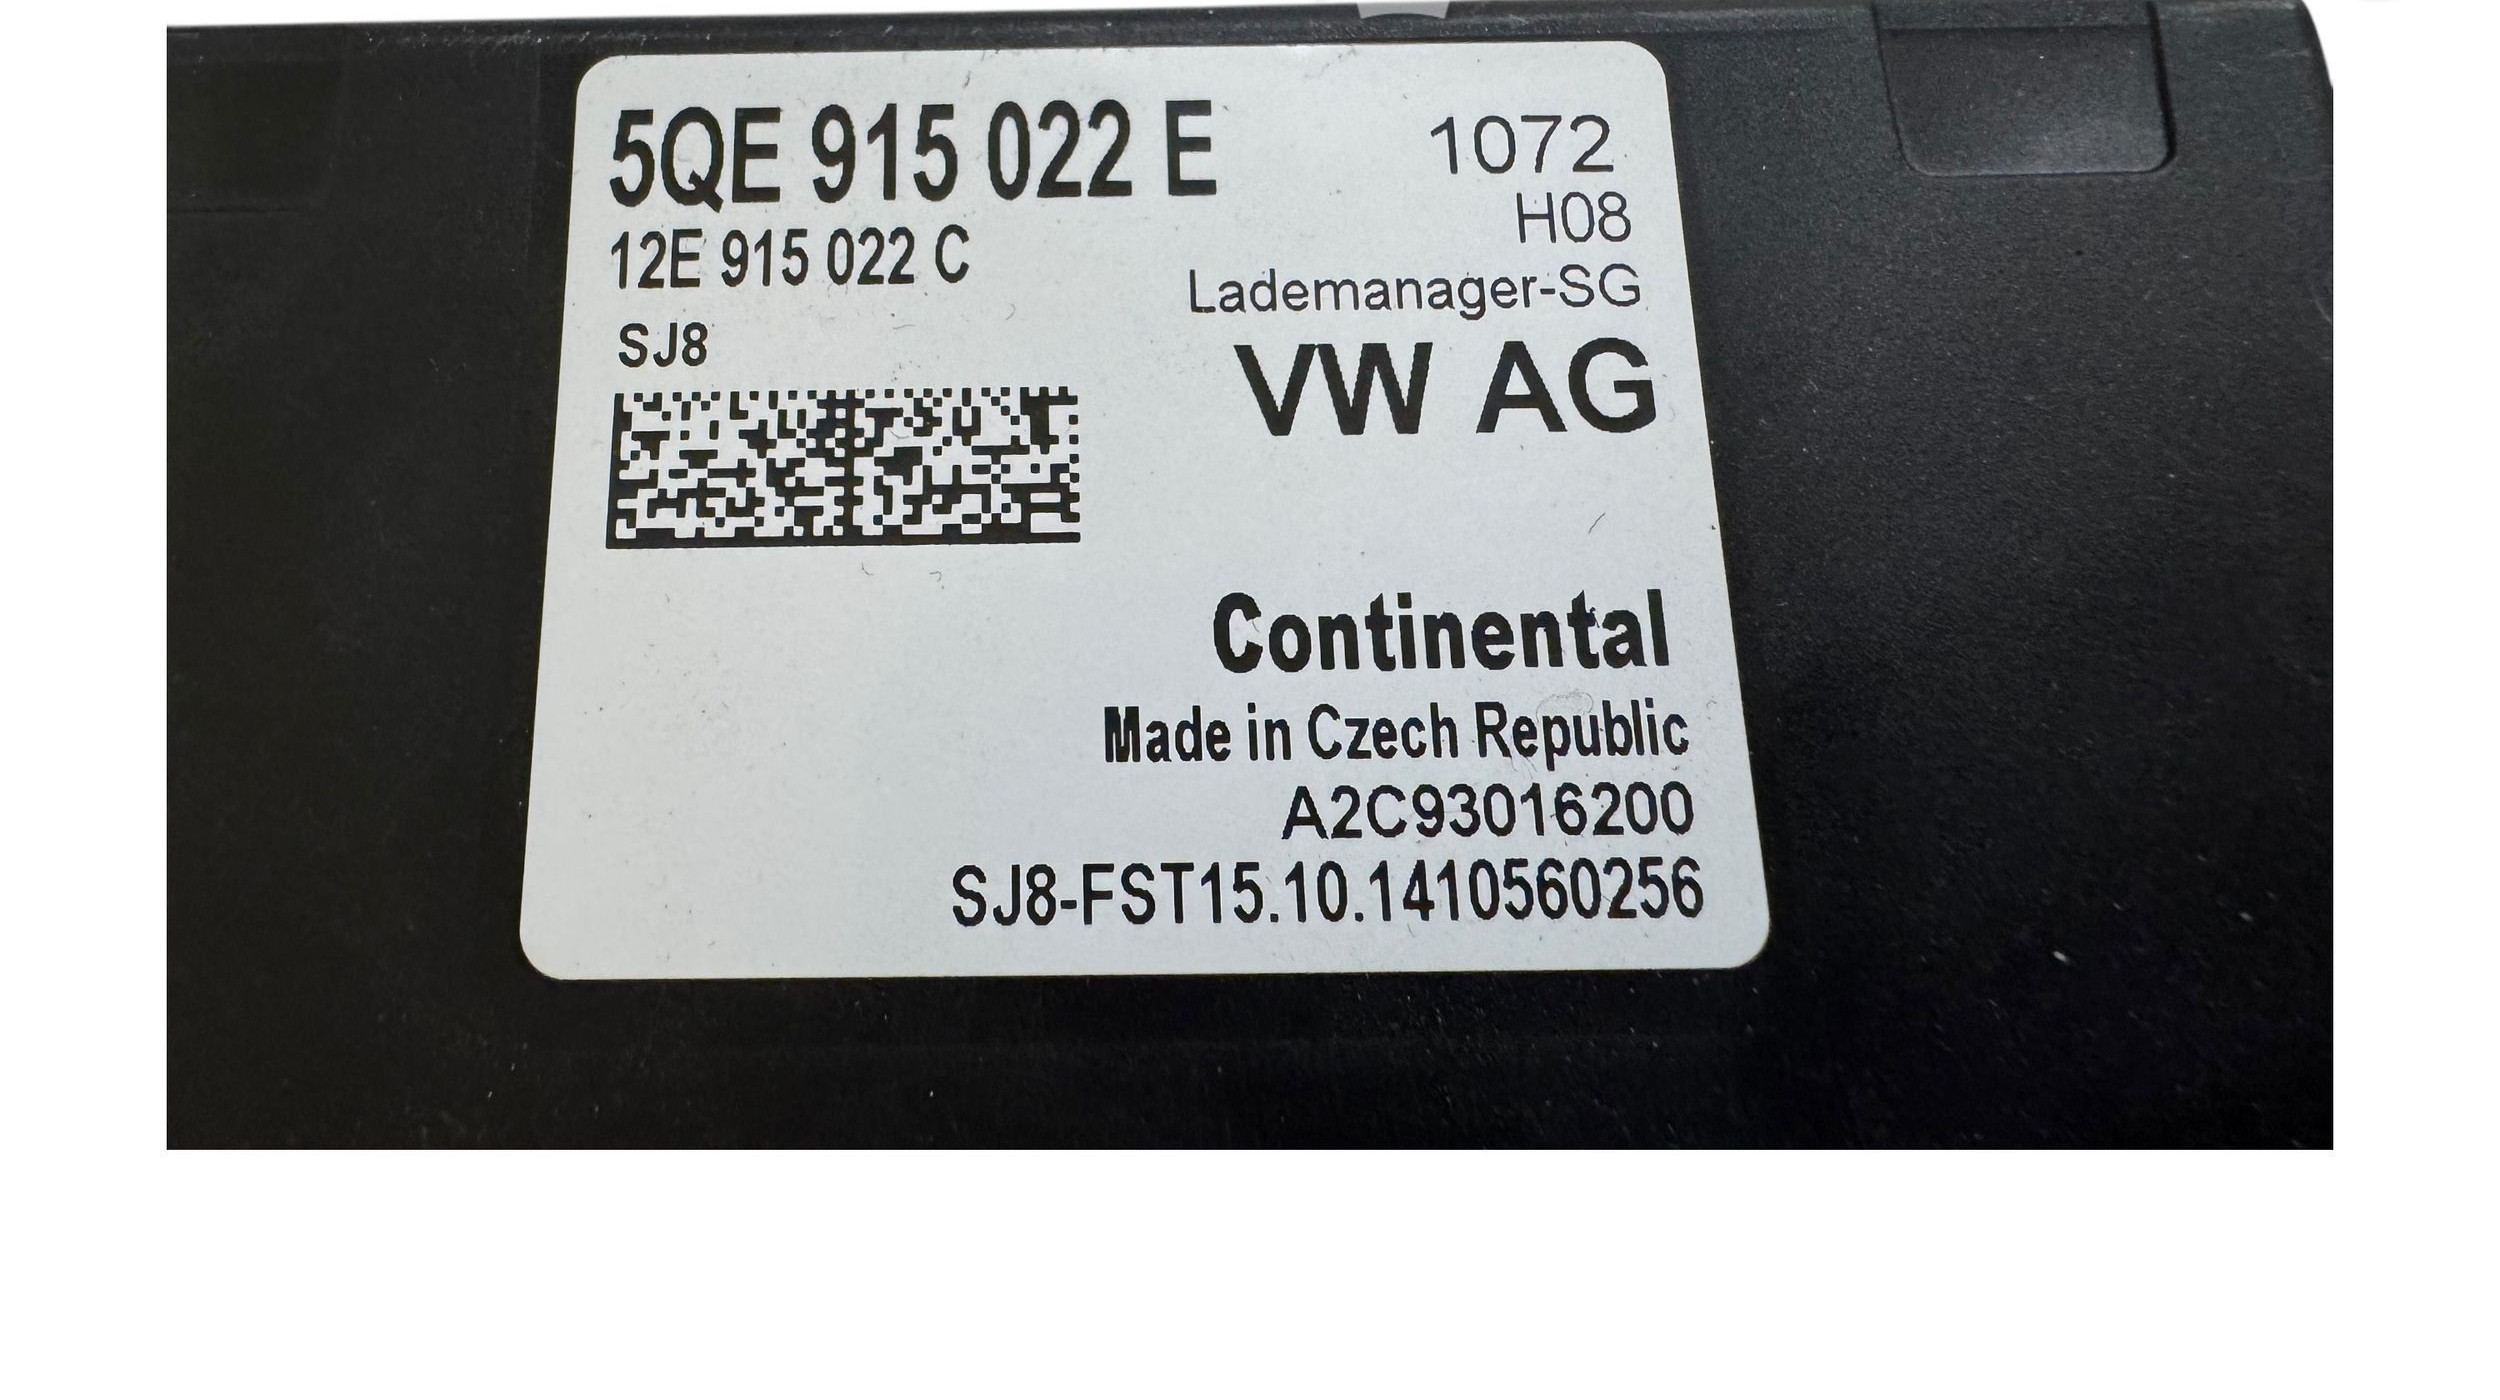 5QE 915 022 E
1072
12E 915 022 C
H08
Lademanager-SG
SJ8
VW AG
Continental
Made in Czech Republic
A2C93016200
SJ8-FST15.10.1410560256